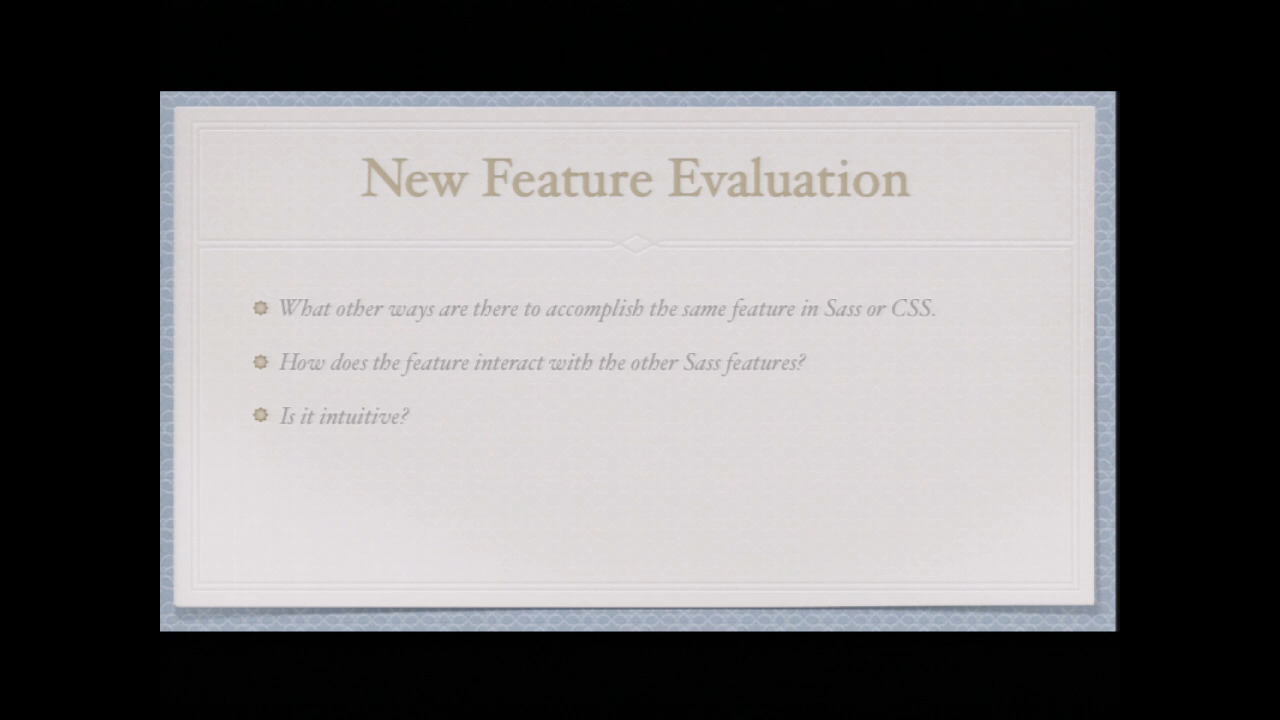 New Feature Evaluation
What other ways are there to accomplish the same feature in Sass or CSS.
How does the feature interact with the other Sass features?
Is it intuitive?